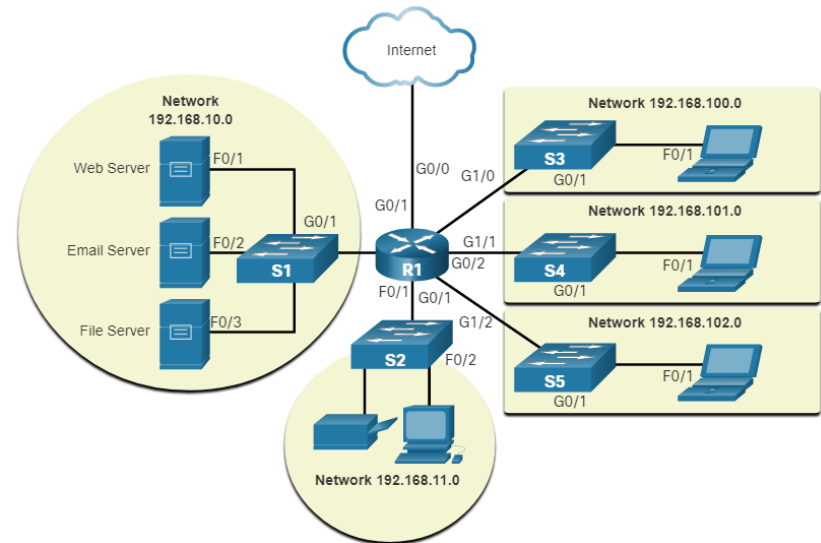 Internet
Network
192.168.10.0
Web Server
F0/1
Email Server
F0/2
File Server
F0/3
G0/1
S1
G0/0
G0/1
R1
G1/0
G1/1
G0/2
F0/1
G0/1
G1/2
S2
F0/2
Network 192.168.11.0
Network 192.168.100.0
S3
G0/1
F0/1
Network 192.168.101.0
S4
G0/1
F0/1
Network 192.168.102.0
S5
G0/1
F0/1